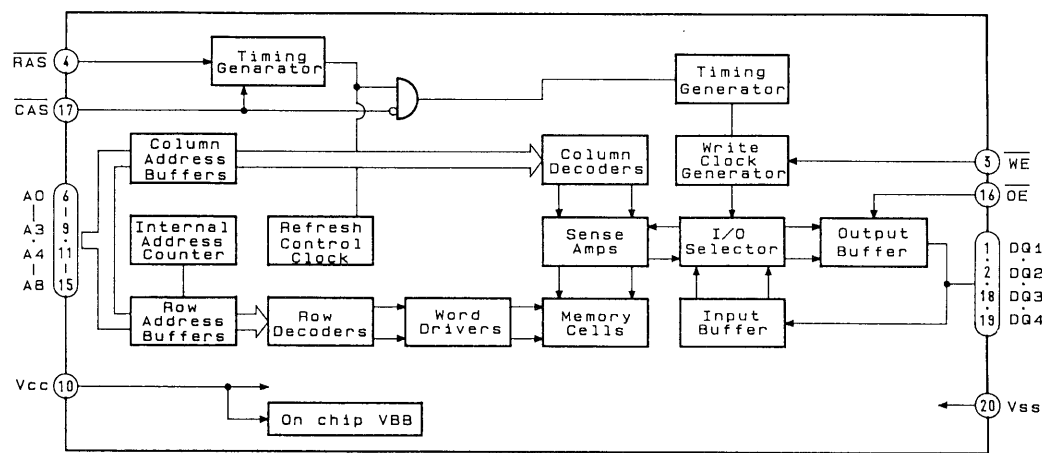 RAS
4
Timing
Genarator
CAS
17
Timing
Generator
Column
Address
Buffers
Column
Decoders
Write
Clock
Generator
3
WE
16
OE
A0
|
A3
·
A4
|
A8
6
|
9
·
11
|
15
Internal
Address
Counter
Refresh
Control
Clock
Sense
Amps
I/O
Selector
Output
Buffer
1
·
2
·
18
·
19
DQ1
·
DQ2
·
DQ3
·
DQ4
Row
Address
Buffers
Row
Decoders
Word
Drivers
Memory
Cells
Input
Buffer
Vcc
10
On chip VBB
20
Vss